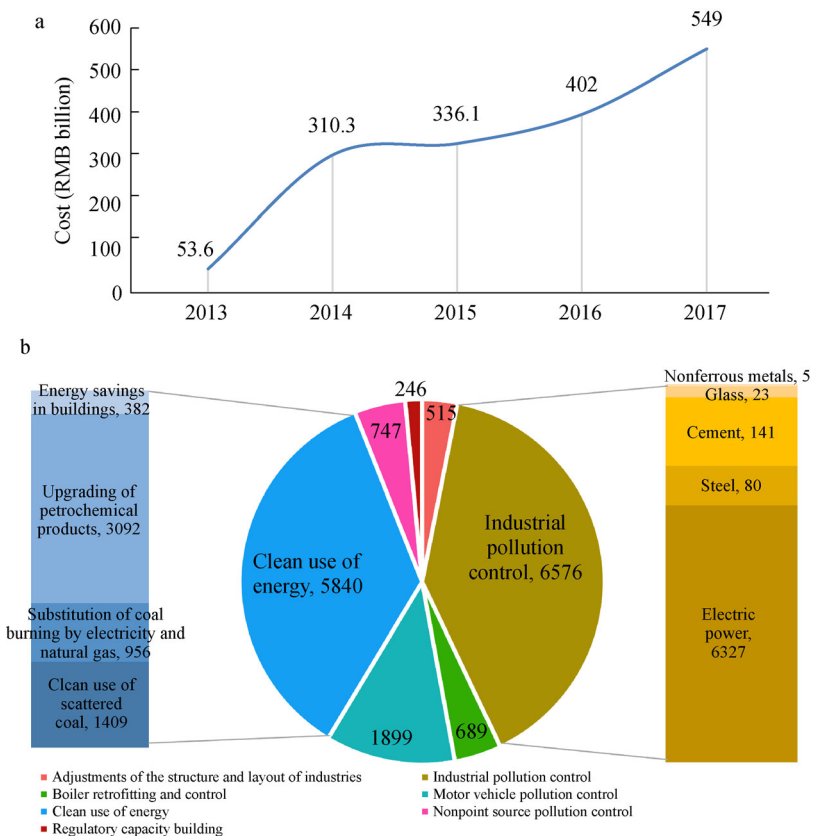 a
600
500
400
300
200
100
0
Cost (RMB billion)
53.6
310.3
336.1
402
549
2013
2014
2015
2016
2017
b
Energy savings
in buildings, 382
Upgrading of
petrochemical
products, 3092
Substitution of coal
burning by electricity and
natural gas, 956
Clean use of
scattered
coal, 1409
246
515
747
Clean use of
energy, 5840
Industrial
pollution
control, 6576
1899
689
Nonferrous metals, 5
Glass, 23
Cement, 141
Steel, 80
Electric
power,
6327
Adjustments of the structure and layout of industries
Industrial pollution control
Boiler retrofitting and control
Motor vehicle pollution control
Clean use of energy
Nonpoint source pollution control
Regulatory capacity building